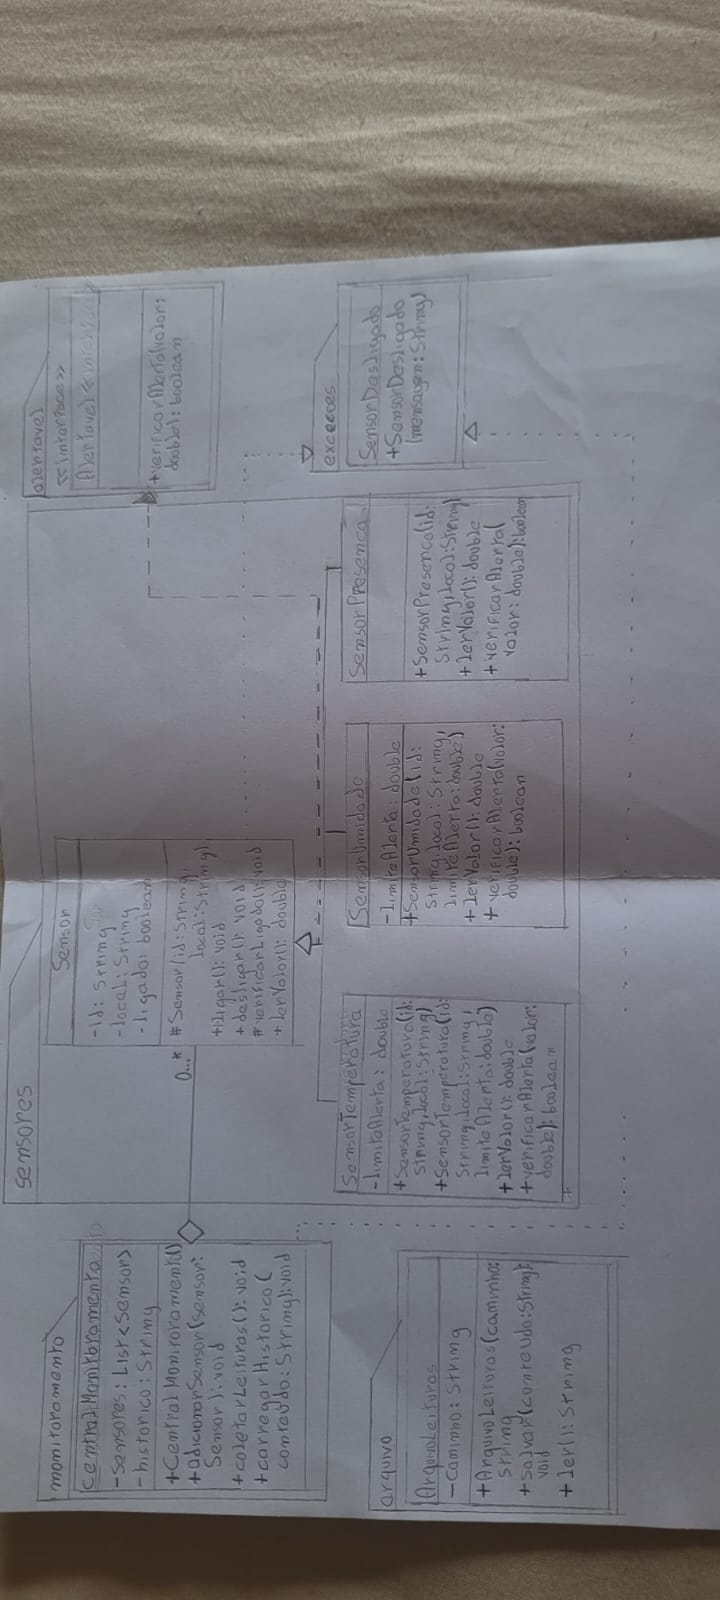 monitoramento
CentralMonitoramento
-sensores: List<Sensor>
-historico: String
+CentralMonitoramento()
+adicionarSensor(sensor:
Sensor): void
+coletarLeituras(): void
+carregarHistorico(
conteudo: String): void
arquivo
ArquivoLeituras
-caminho: String
+ArquivoLeituras(caminho:
String
+Salvar(conteudo:String):
void
+ler(): String
sensores
Sensor
-id: String
-local: String
-ligado: boolean
#Sensor(id:String,
local:String)
+ligar(): void
+desligar(): void
#verificarLigado(): void
+lerValor(): double
0...*
SensorTemperatura
-limiteAlerta: double
+SensorTemperatura(id:
String,local:String)
+SensorTemperatura(id:
String,local:String,
limiteAlerta:double)
+lerValor(): double
+verificarAlerta(valor:
double): boolean
+
SensorUmidade
-limiteAlerta: double
+SensorUmidade(id:
String,local:String,
limiteAlerta:double)
+lerValor(): double
+verificarAlerta(valor:
double): boolean
SensorPresenca
+SensorPresenca(id:
String,local:String)
+lerValor(): double
+verificarAlerta(
valor: double):boolean
alertavel
<<interface>>
Alertavel
+verificarAlerta(valor:
double): boolean
excecoes
SensorDesligado
+SensorDesligado
(mensagem:String)